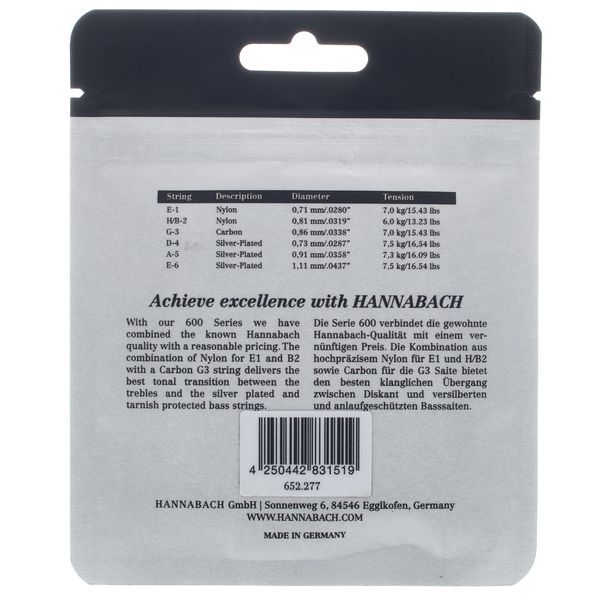 String Description Diameter Tension
E-1 Nylon 0,71 mm/.0280" 7,0 kg/15.43 lbs
H/B-2 Nylon 0,81 mm/.0319" 6,0 kg/13.23 lbs
G-3 Carbon 0,86 mm/.0338" 7,0 kg/15.43 lbs
D-4 Silver-Plated 0,73 mm/.0287" 7,5 kg/16,54 lbs
A-5 Silver-Plated 0,91 mm/.0358" 7,3 kg/16.09 lbs
E-6 Silver-Plated 1,11 mm/.0437" 7,5 kg/16,54 lbs
Achieve excellence with HANNABACH
With our 600 Series we have
combined the known Hannabach
quality with a reasonable pricing. The
combination of Nylon for E1 and B2
with a Carbon G3 string delivers the
best tonal transition between the
trebles and the silver plated and
tarnish protected bass strings.
Die Serie 600 verbindet die gewohnte
Hannabach-Qualität mit einem ver-
nünftigen Preis. Die Kombination aus
hochpräzisem Nylon für E1 und H/B2
sowie Carbon für die G3 Saite bietet
den besten klanglichen Übergang
zwischen Diskant und versilberten
und anlaufgeschützten Basssaiten.
4 250442 831519
652.277
HANNABACH GmbH | Sonnenweg 6, 84546 Egglkofen, Germany
WWW.HANNABACH.COM
MADE IN GERMANY